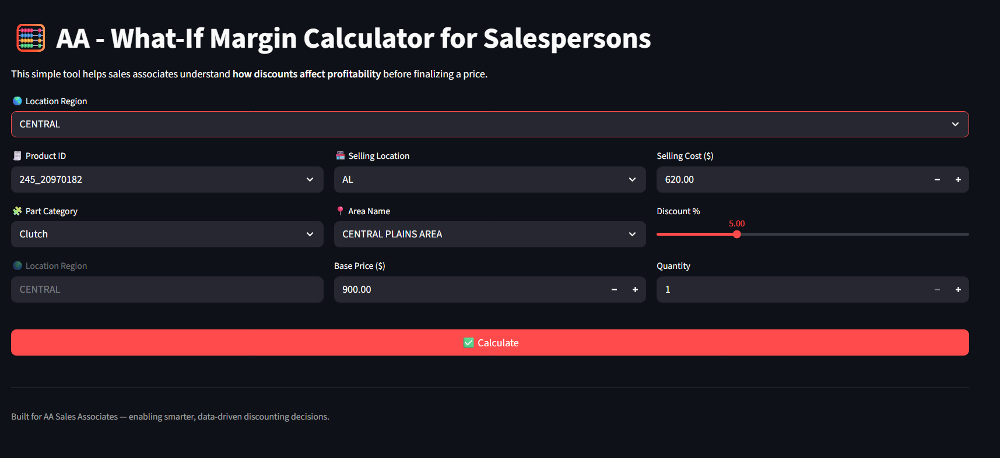 AA - What-If Margin Calculator for Salespersons
This simple tool helps sales associates understand how discounts affect profitability before finalizing a price.
Location Region
CENTRAL
Product ID
245_20970182
Selling Location
AL
Selling Cost ($)
620.00
Part Category
Clutch
Area Name
CENTRAL PLAINS AREA
Discount %
5.00
Location Region
CENTRAL
Base Price ($)
900.00
Quantity
1
Calculate
Built for AA Sales Associates — enabling smarter, data-driven discounting decisions.